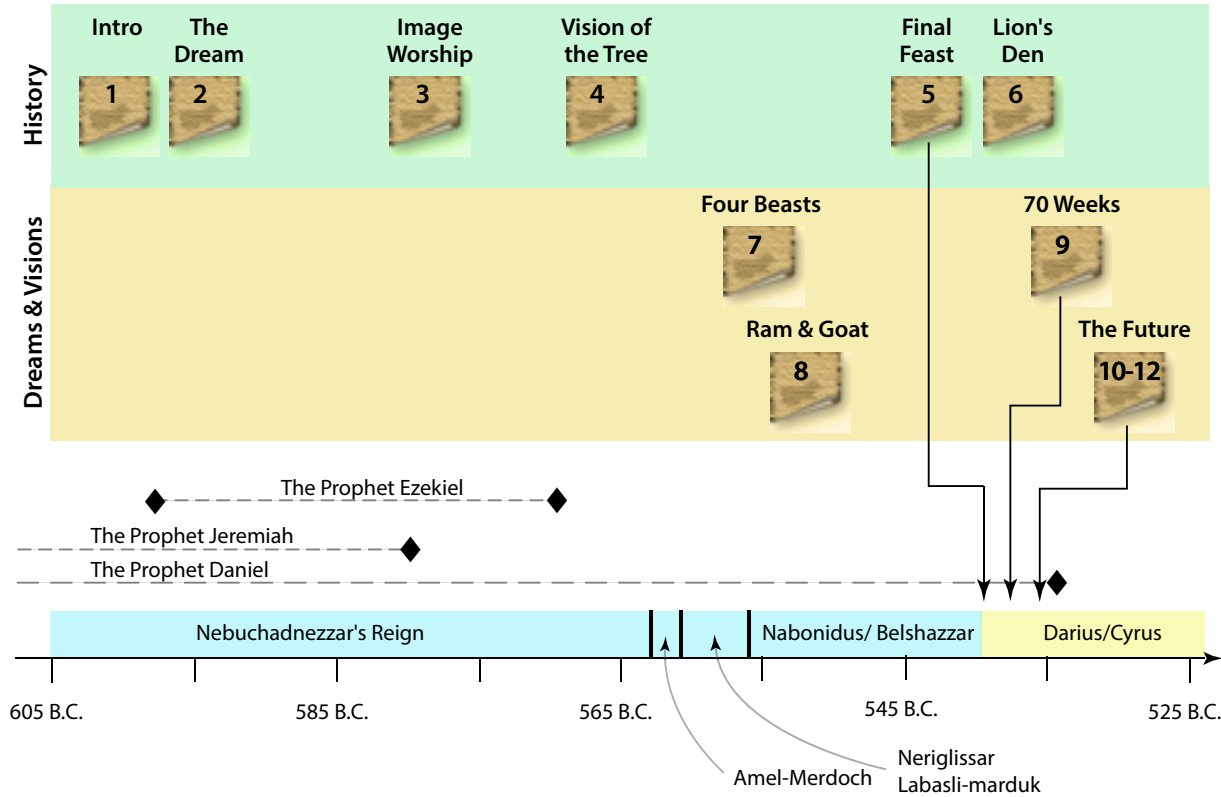 History
Intro
The
Dream
Image
Worship
Vision of
the Tree
Final
Feast
Lion's
Den
1
2
3
4
5
6
Dreams & Visions
Four Beasts
70 Weeks
7
9
Ram & Goat
The Future
8
10-12
The Prophet Ezekiel
The Prophet Jeremiah
The Prophet Daniel
Nebuchadnezzar's Reign
Nabonidus/ Belshazzar
Darius/Cyrus
605 B.C.
585 B.C.
565 B.C.
545 B.C.
525 B.C.
Amel-Merdoch
Neriglissar
Labasli-marduk